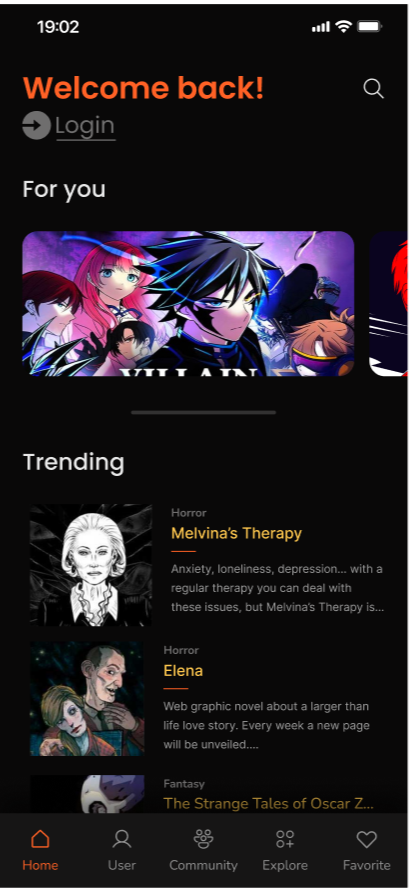 19:02
Welcome back!
Login
For you
VILLAIN
Trending
Horror
Melvina's Therapy
Anxiety, loneliness, depression... with a
regular therapy you can deal with
these issues, but Melvina's Therapy is...
Horror
Elena
Web graphic novel about a larger than
life love story. Every week a new page
will be unveiled....
Fantasy
The Strange Tales of Oscar Z...
Home
User
Community
Explore
Favorite